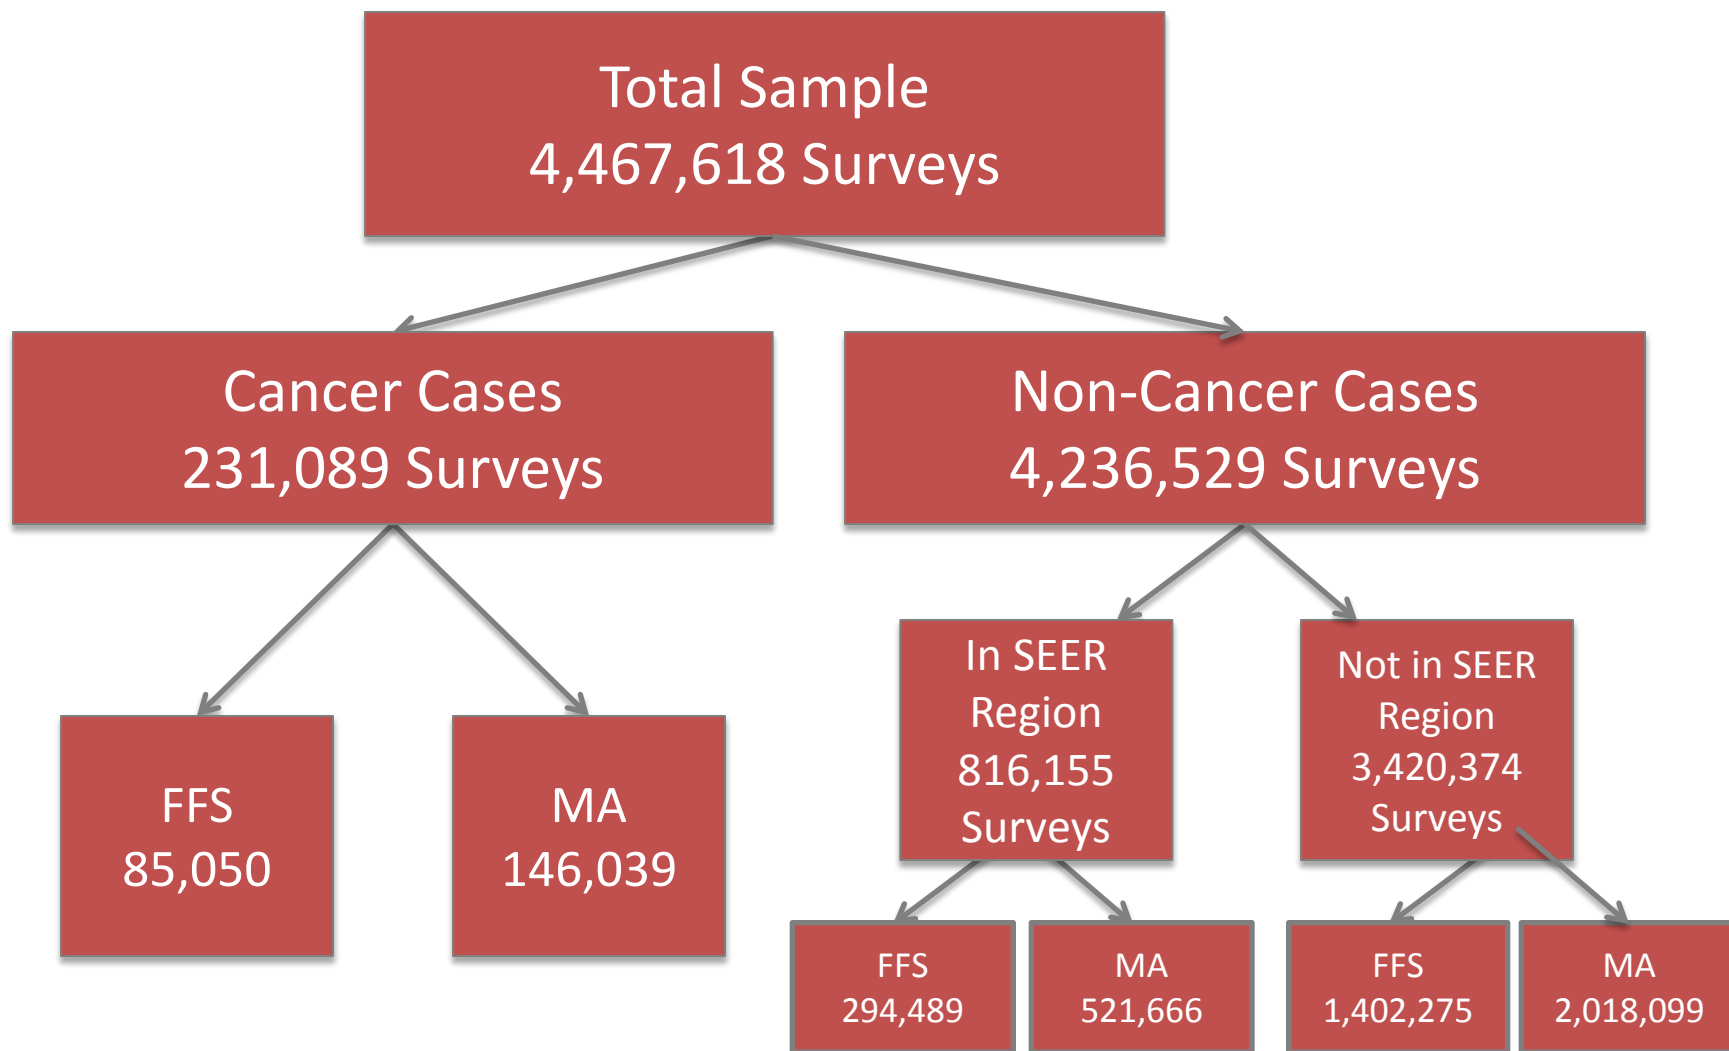 Total Sample
4,467,618 Surveys
Cancer Cases
231,089 Surveys
Non-Cancer Cases
4,236,529 Surveys
FFS
85,050
MA
146,039
In SEER
Region
816,155
Surveys
Not in SEER
Region
3,420,374
Surveys
FFS
294,489
MA
521,666
FFS
1,402,275
MA
2,018,099